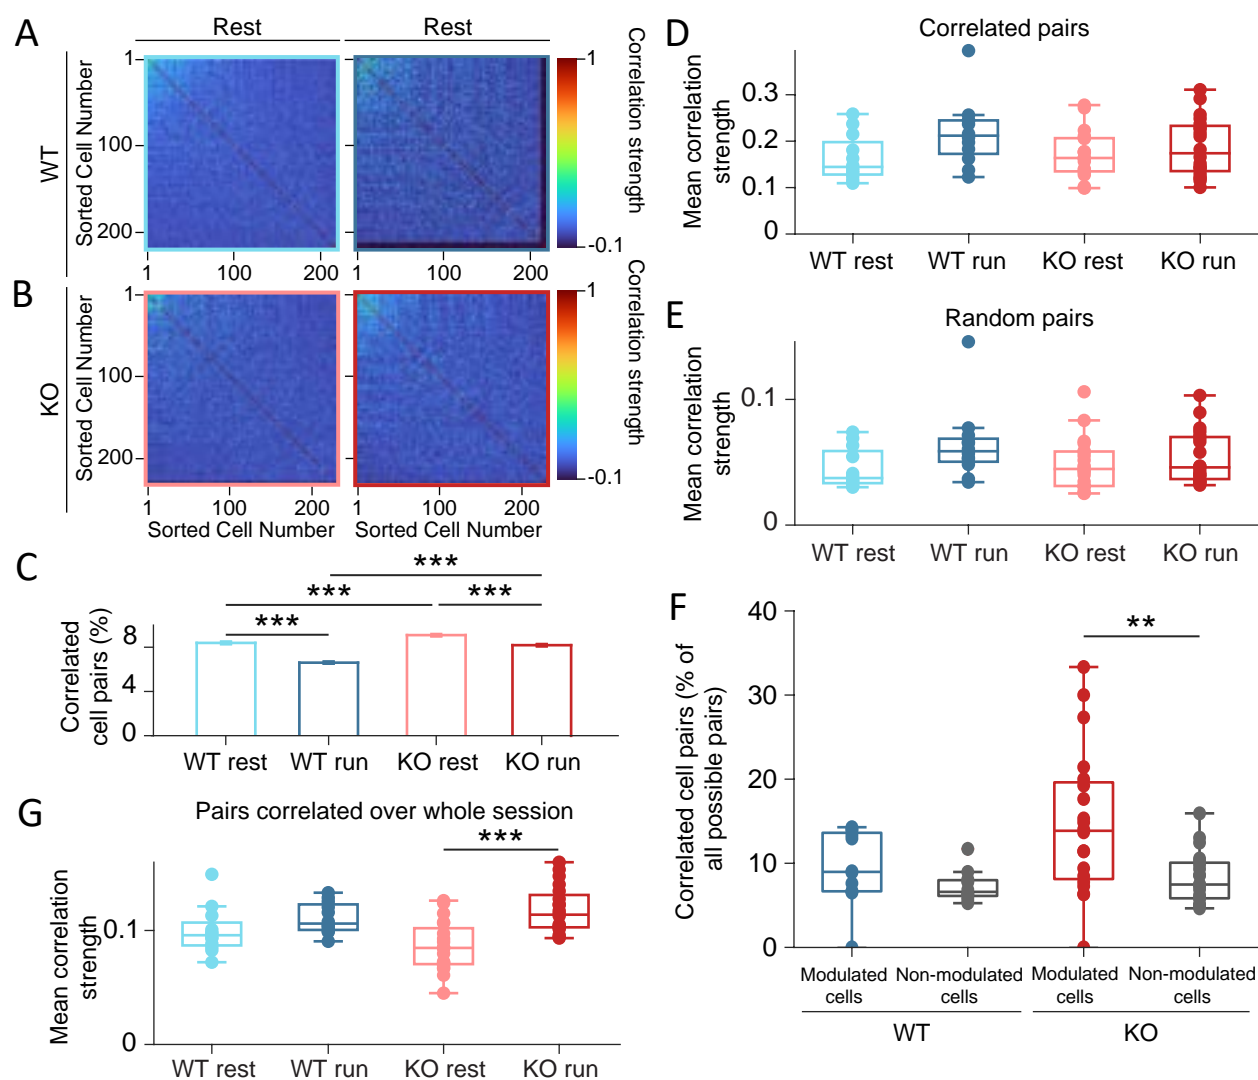 A
Rest
Rest
WT
Sorted Cell Number
1
100
200
1
100
200
1
100
200
1
-0.1
Correlation strength
B
KO
Sorted Cell Number
1
100
200
1
100
200
Sorted Cell Number
1
100
200
Sorted Cell Number
1
-0.1
Correlation strength
C
Correlated
cell pairs (%)
8
4
0
***
***
***
***
WT rest
WT run
KO rest
KO run
D
Correlated pairs
Mean correlation
strength
0.3
0.2
0.1
0
WT rest
WT run
KO rest
KO run
E
Random pairs
Mean correlation
strength
0.1
0
WT rest
WT run
KO rest
KO run
F
Correlated cell pairs (% of
all possible pairs)
40
30
20
10
0
**
Modulated
cells
Non-modulated
cells
Modulated
cells
Non-modulated
cells
WT
KO
G
Pairs correlated over whole session
Mean correlation
strength
0.1
0
***
WT rest
WT run
KO rest
KO run